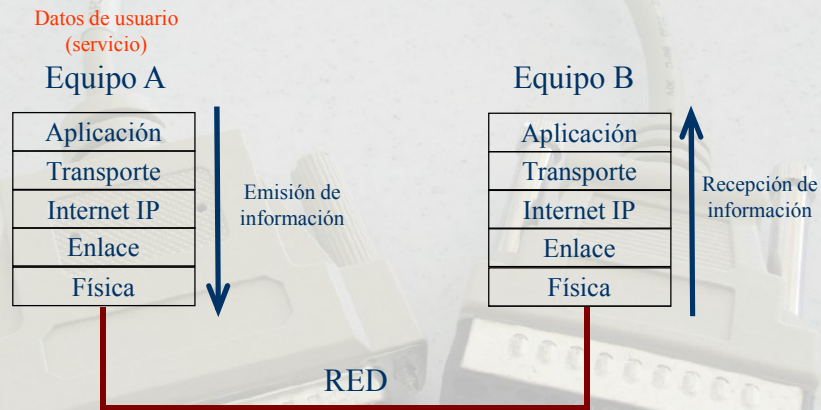 Datos de usuario
(servicio)
Equipo A
Aplicación
Transporte
Internet IP
Enlace
Física
Emisión de
información
Equipo B
Aplicación
Transporte
Internet IP
Enlace
Física
Recepción de
información
RED